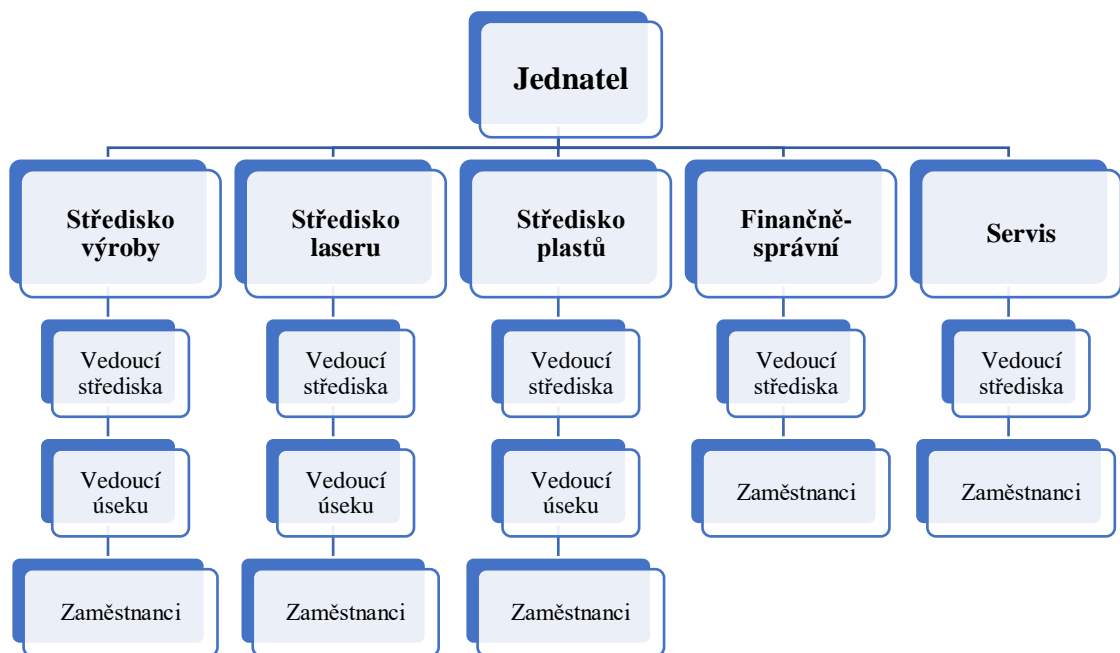 Jednatel
Středisko
výroby
Středisko
laseru
Středisko
plastů
Finančně-
správní
Servis
Vedoucí
střediska
Vedoucí
střediska
Vedoucí
střediska
Vedoucí
střediska
Vedoucí
střediska
Vedoucí
úseku
Vedoucí
úseku
Vedoucí
úseku
Zaměstnanci
Zaměstnanci
Zaměstnanci
Zaměstnanci
Zaměstnanci